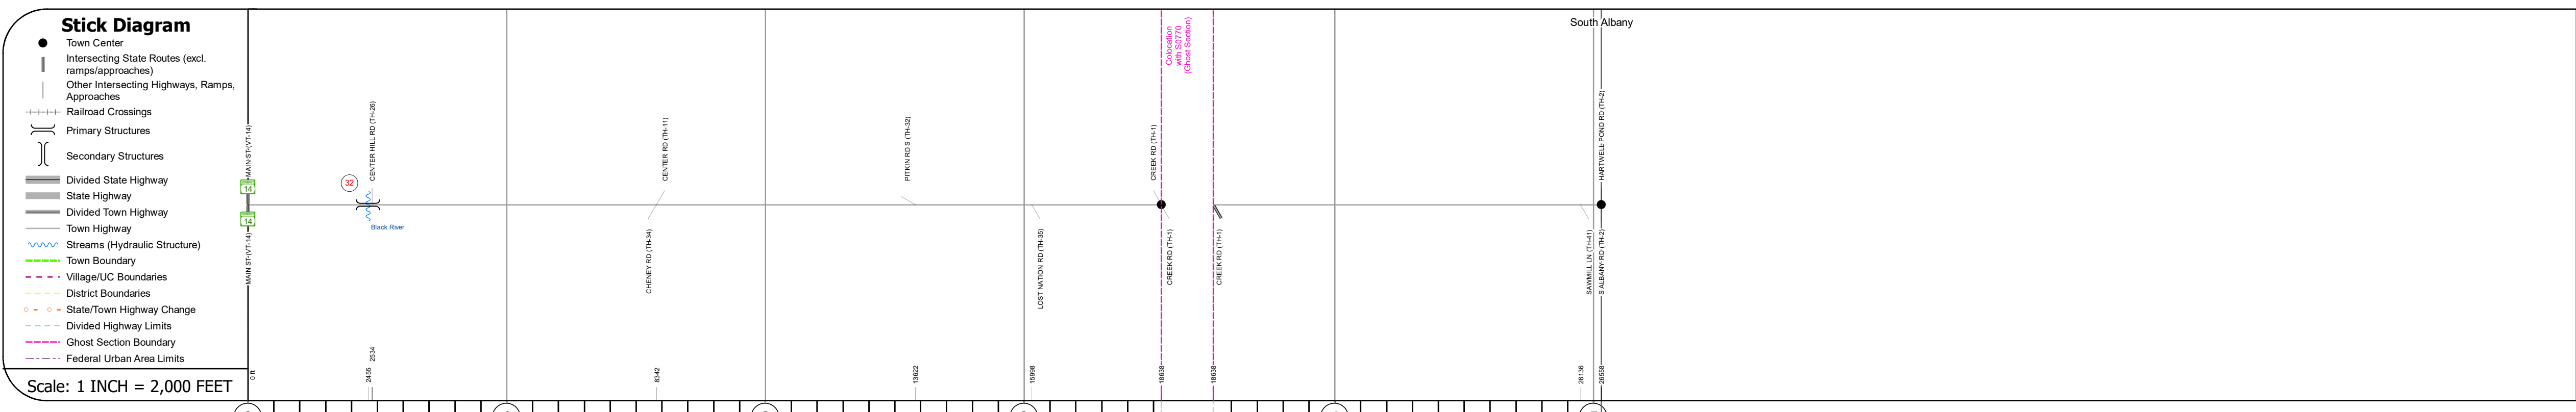 Stick Diagram
Town Center
Intersecting State Routes (excl.
ramps/approaches)
Other Intersecting Highways, Ramps,
Approaches
Railroad Crossings
Primary Structures
Secondary Structures
Divided State Highway
State Highway
Divided Town Highway
Town Highway
Streams (Hydraulic Structure)
Town Boundary
Village/UC Boundaries
District Boundaries
State/Town Highway Change
Divided Highway Limits
Ghost Section Boundary
Federal Urban Area Limits
Scale: 1 INCH = 2,000 FEET
South Albany
Colocation
with S0770
(Ghost Section)
MAIN ST-(VT-14)
CENTER HILL RD (TH-26)
CENTER RD (TH-11)
PITKIN RD S (TH-32)
CREEK RD (TH-1)
HARTWELL POND RD (TH-2)
14
32
14
Black River
MAIN ST-(VT-14)
CHENEY RD (TH-34)
LOST NATION RD (TH-35)
CREEK RD (TH-1)
CREEK RD (TH-1)
SAWMILL LN (TH-41)
S ALBANY RD (TH-2)
0 ft
2455
2534
8342
13622
15998
18638
18638
26136
26558